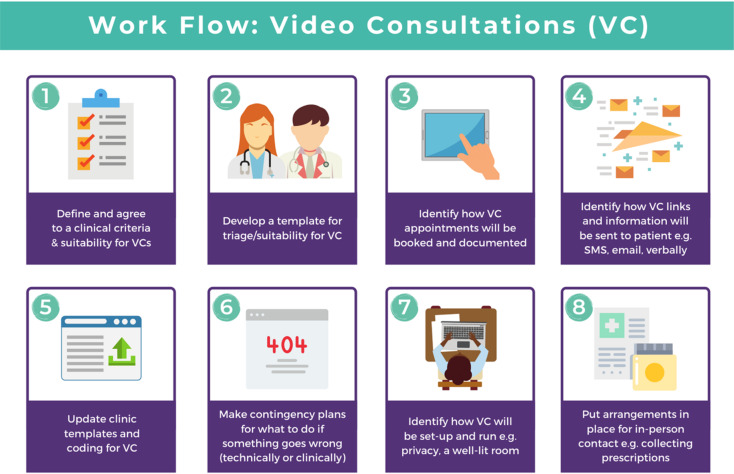 Work Flow: Video Consultations (VC)
1
Define and agree
to a clinical criteria
& suitability for VCs
2
Develop a template for
triage/suitability for VC
3
Identify how VC
appointments will be
booked and documented
4
Identify how VC links
and information will
be sent to patient e.g.
SMS, email, verbally
5
Update clinic
templates and
coding for VC
6
404
Make contingency plans
for what to do if
something goes wrong
(technically or clinically)
7
Identify how VC will
be set-up and run e.g.
privacy, a well-lit room
8
Put arrangements in
place for in-person
contact e.g. collecting
prescriptions